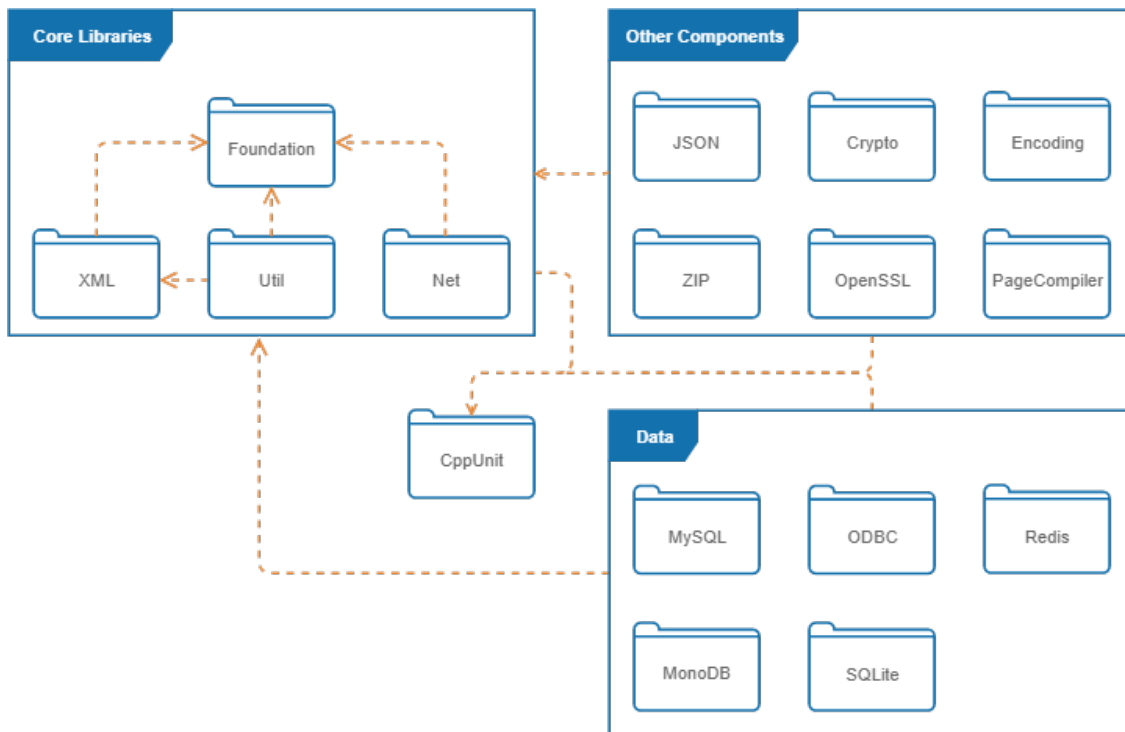 Core Libraries
Foundation
XML
Util
Net
Other Components
JSON
Crypto
Encoding
ZIP
OpenSSL
PageCompiler
CppUnit
Data
MySQL
ODBC
Redis
MonoDB
SQLite